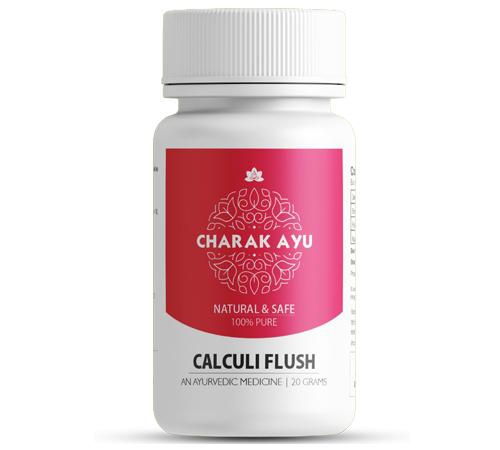 CHARAK AYU
NATURAL & SAFE
100% PURE
CALCULI FLUSH
AN AYURVEDIC MEDICINE | 20 GRAMS